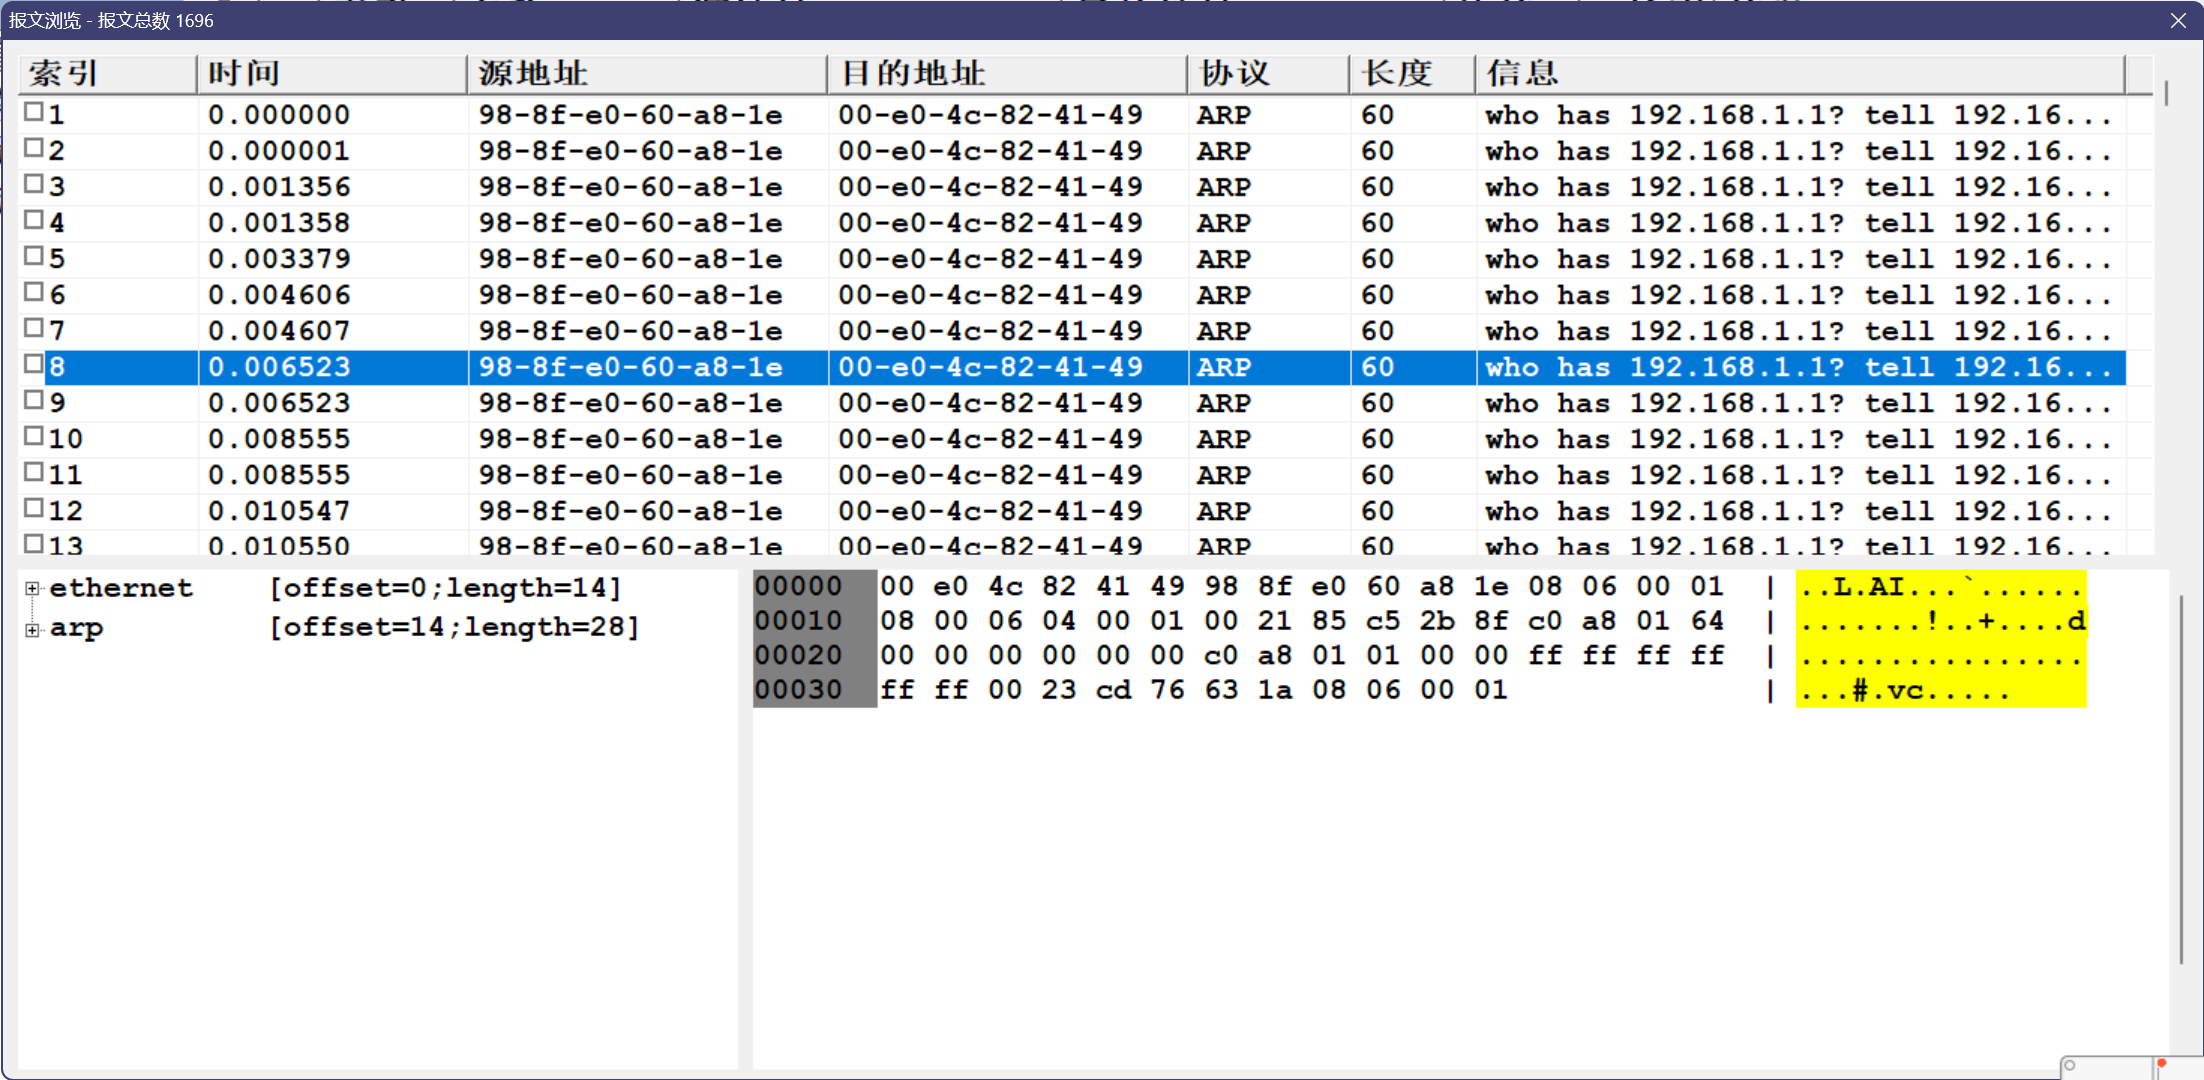 报文浏览 - 报文总数 1696
索引 时间 源地址 目的地址 协议 长度 信息
1 0.000000 98-8f-e0-60-a8-1e 00-e0-4c-82-41-49 ARP 60 who has 192.168.1.1? tell 192.16...
2 0.000001 98-8f-e0-60-a8-1e 00-e0-4c-82-41-49 ARP 60 who has 192.168.1.1? tell 192.16...
3 0.001356 98-8f-e0-60-a8-1e 00-e0-4c-82-41-49 ARP 60 who has 192.168.1.1? tell 192.16...
4 0.001358 98-8f-e0-60-a8-1e 00-e0-4c-82-41-49 ARP 60 who has 192.168.1.1? tell 192.16...
5 0.003379 98-8f-e0-60-a8-1e 00-e0-4c-82-41-49 ARP 60 who has 192.168.1.1? tell 192.16...
6 0.004606 98-8f-e0-60-a8-1e 00-e0-4c-82-41-49 ARP 60 who has 192.168.1.1? tell 192.16...
7 0.004607 98-8f-e0-60-a8-1e 00-e0-4c-82-41-49 ARP 60 who has 192.168.1.1? tell 192.16...
8 0.006523 98-8f-e0-60-a8-1e 00-e0-4c-82-41-49 ARP 60 who has 192.168.1.1? tell 192.16...
9 0.006523 98-8f-e0-60-a8-1e 00-e0-4c-82-41-49 ARP 60 who has 192.168.1.1? tell 192.16...
10 0.008555 98-8f-e0-60-a8-1e 00-e0-4c-82-41-49 ARP 60 who has 192.168.1.1? tell 192.16...
11 0.008555 98-8f-e0-60-a8-1e 00-e0-4c-82-41-49 ARP 60 who has 192.168.1.1? tell 192.16...
12 0.010547 98-8f-e0-60-a8-1e 00-e0-4c-82-41-49 ARP 60 who has 192.168.1.1? tell 192.16...
13 0.010550 98-8f-e0-60-a8-1e 00-e0-4c-82-41-49 ARP 60 who has 192.168.1.1? tell 192.16...
ethernet [offset=0;length=14]
arp [offset=14;length=28]
00000 00 e0 4c 82 41 49 98 8f e0 60 a8 1e 08 06 00 01 | ..L.AI...`......
00010 08 00 06 04 00 01 00 21 85 c5 2b 8f c0 a8 01 64 | .......!..+....d
00020 00 00 00 00 00 00 c0 a8 01 01 00 00 ff ff ff ff | ................
00030 ff ff 00 23 cd 76 63 1a 08 06 00 01 | ...#.vc.....